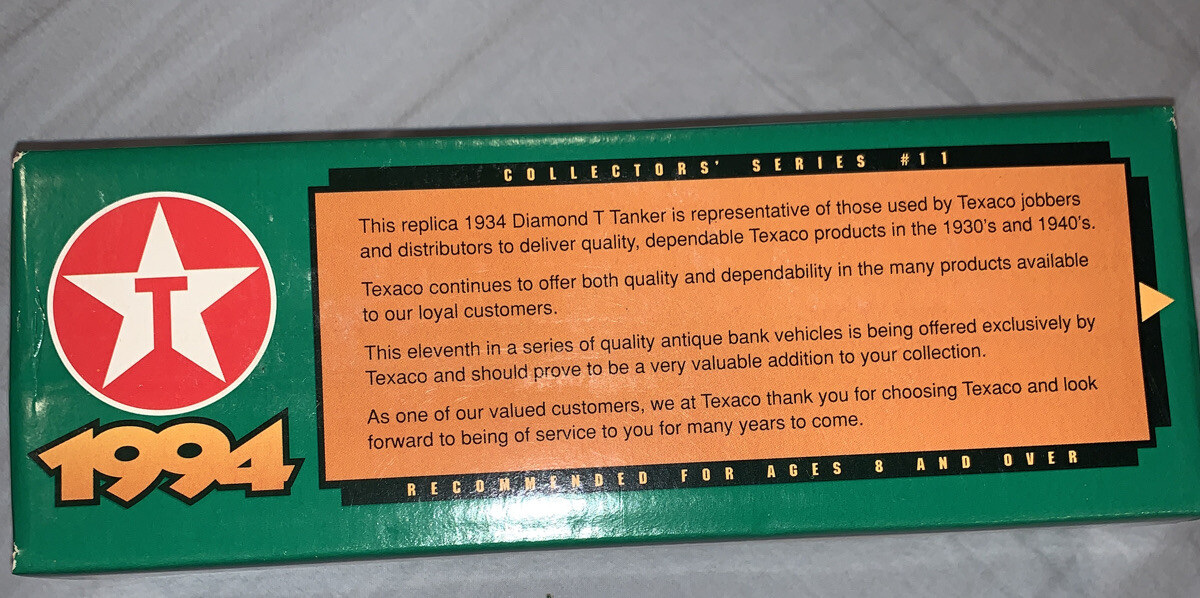 COLLECTORS' SERIES #11
This replica 1934 Diamond T Tanker is representative of those used by Texaco jobbers
and distributors to deliver quality, dependable Texaco products in the 1930's and 1940's.
Texaco continues to offer both quality and dependability in the many products available
to our loyal customers.
This eleventh in a series of quality antique bank vehicles is being offered exclusively by
Texaco and should prove to be a very valuable addition to your collection.
As one of our valued customers, we at Texaco thank you for choosing Texaco and look
forward to being of service to you for many years to come.
RECOMMENDED FOR AGES 8 AND OVER
T
1994